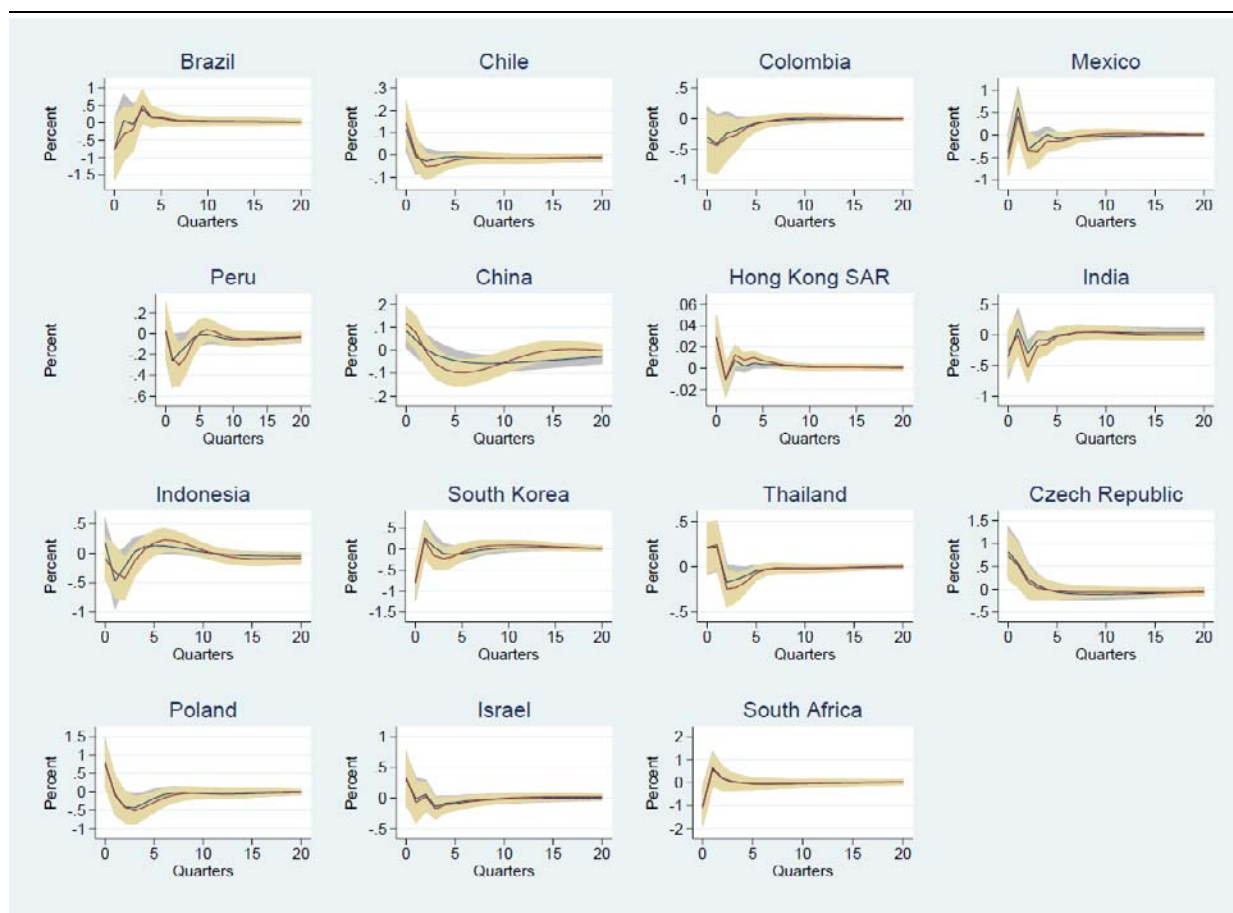 Brazil
Percent
1
.5
0
-.5
-1
-1.5
0 5 10 15 20
Quarters
Chile
Percent
.3
.2
.1
0
-.1
0 5 10 15 20
Quarters
Colombia
Percent
.5
0
-.5
-1
0 5 10 15 20
Quarters
Mexico
Percent
1
.5
0
-.5
-1
0 5 10 15 20
Quarters
Peru
Percent
.2
0
-.2
-.4
-.6
0 5 10 15 20
Quarters
China
Percent
.2
.1
0
-.1
-.2
0 5 10 15 20
Quarters
Hong Kong SAR
Percent
.06
.04
.02
0
-.02
0 5 10 15 20
Quarters
India
Percent
.5
0
-.5
-1
0 5 10 15 20
Quarters
Indonesia
Percent
.5
0
-.5
-1
0 5 10 15 20
Quarters
South Korea
Percent
1
.5
0
-.5
-1
-1.5
0 5 10 15 20
Quarters
Thailand
Percent
.5
0
-.5
0 5 10 15 20
Quarters
Czech Republic
Percent
1.5
1
.5
0
-.5
0 5 10 15 20
Quarters
Poland
Percent
1.5
1
.5
0
-.5
-1
0 5 10 15 20
Quarters
Israel
Percent
1
.5
0
-.5
0 5 10 15 20
Quarters
South Africa
Percent
2
1
0
-1
-2
0 5 10 15 20
Quarters